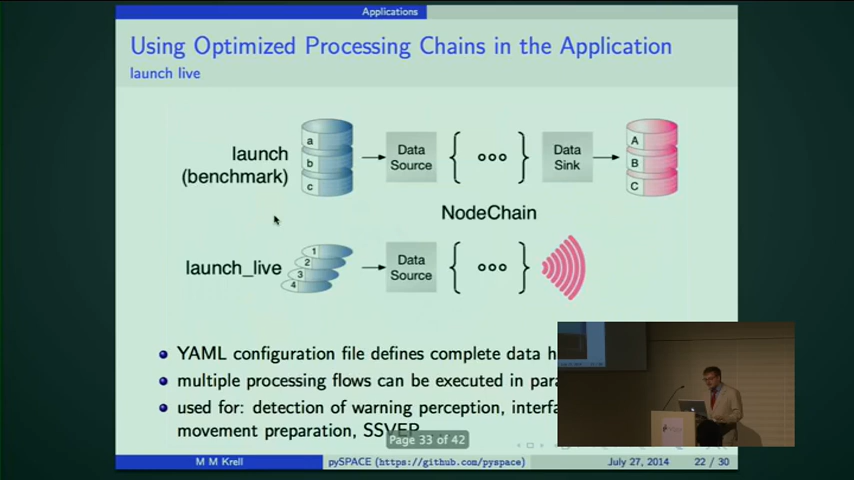 Applications
Using Optimized Processing Chains in the Application
launch live
launch
(benchmark)
a
b
c
Data
Source
ooo
Data
Sink
A
B
C
NodeChain
launch_live
1
2
3
4
Data
Source
ooo
YAML configuration file defines complete data
multiple processing flows can be executed in
used for: detection of warning perception,
movement preparation, SSVEP
Page 33 of 42
M M Krell
pySPACE (https://github.com/pyspace)
July 27, 2014
22 / 30